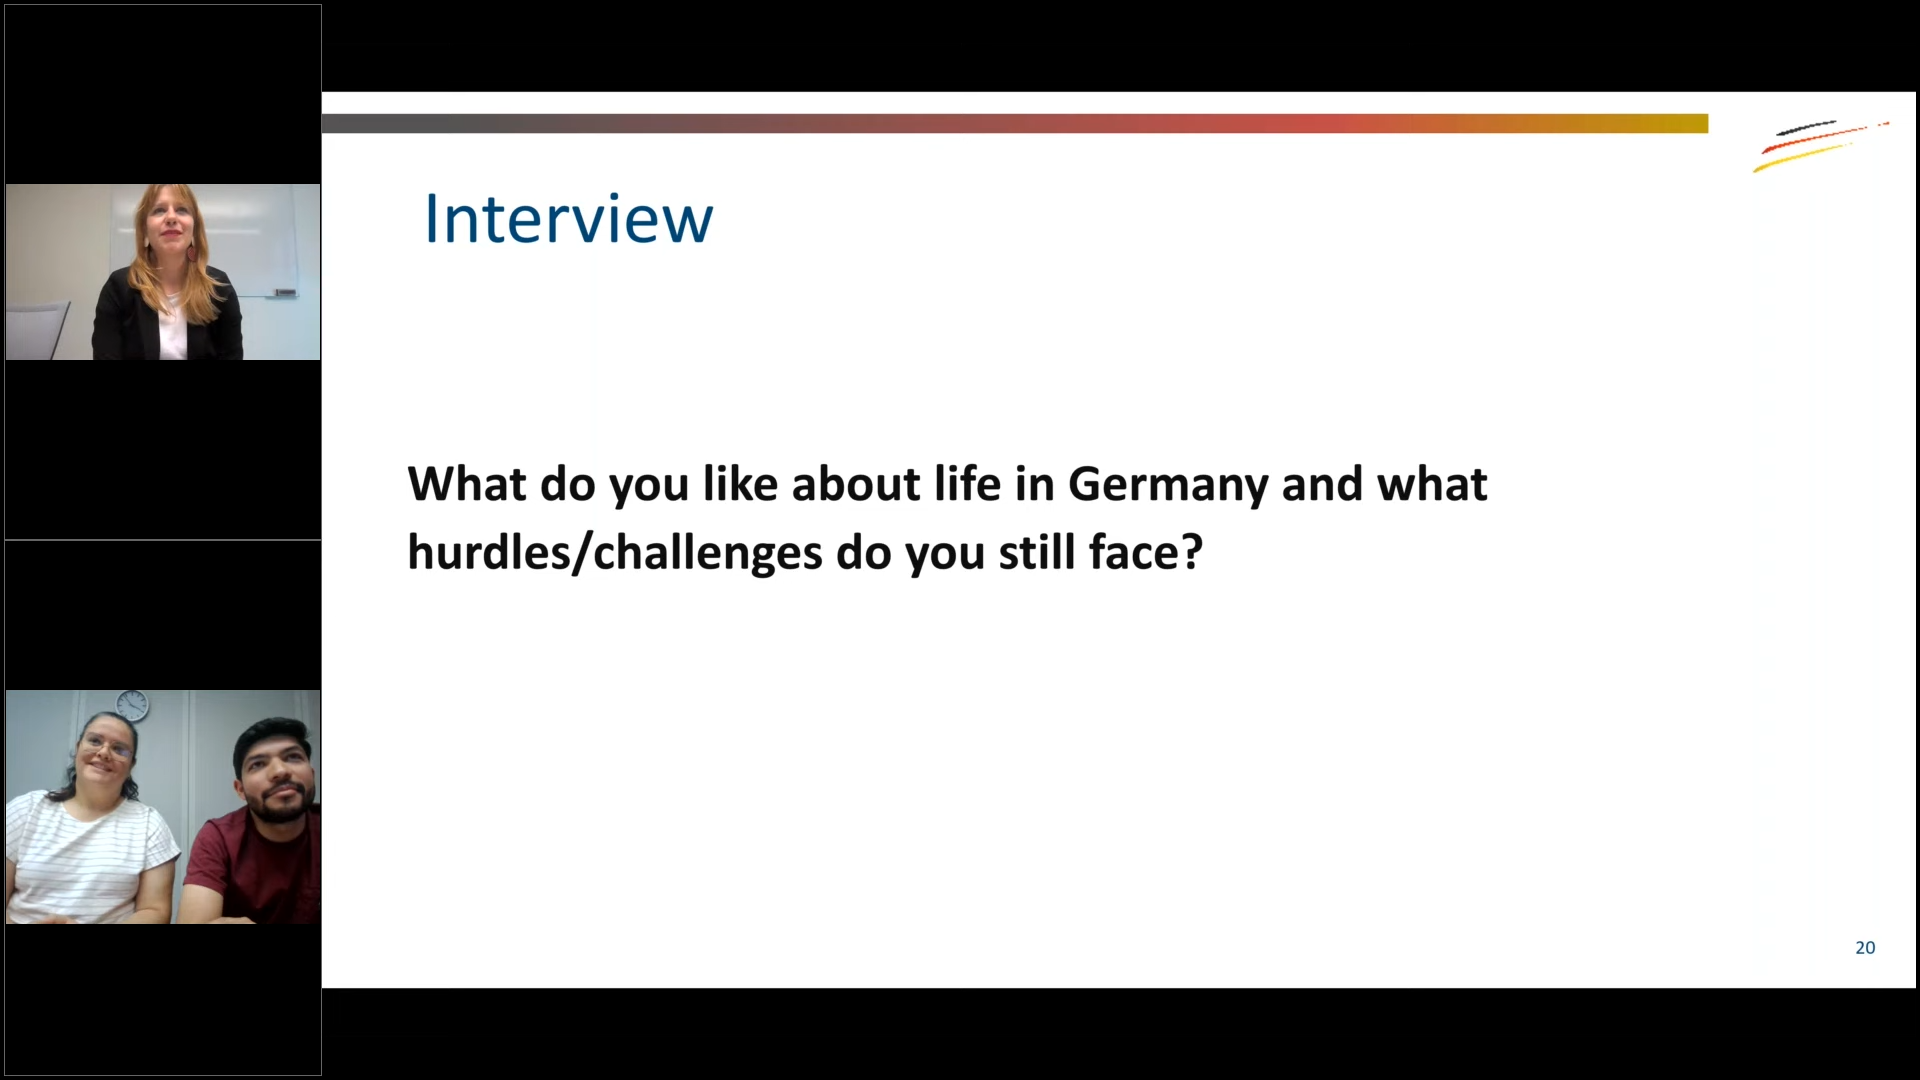 Interview
What do you like about life in Germany and what
hurdles/challenges do you still face?
20